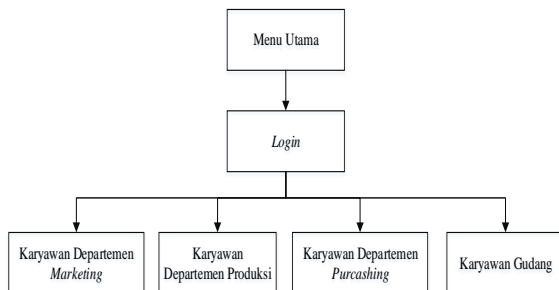 Menu Utama
Login
Karyawan Departemen
Marketing
Karyawan
Departemen Produksi
Karyawan Departemen
Purcashing
Karyawan Gudang